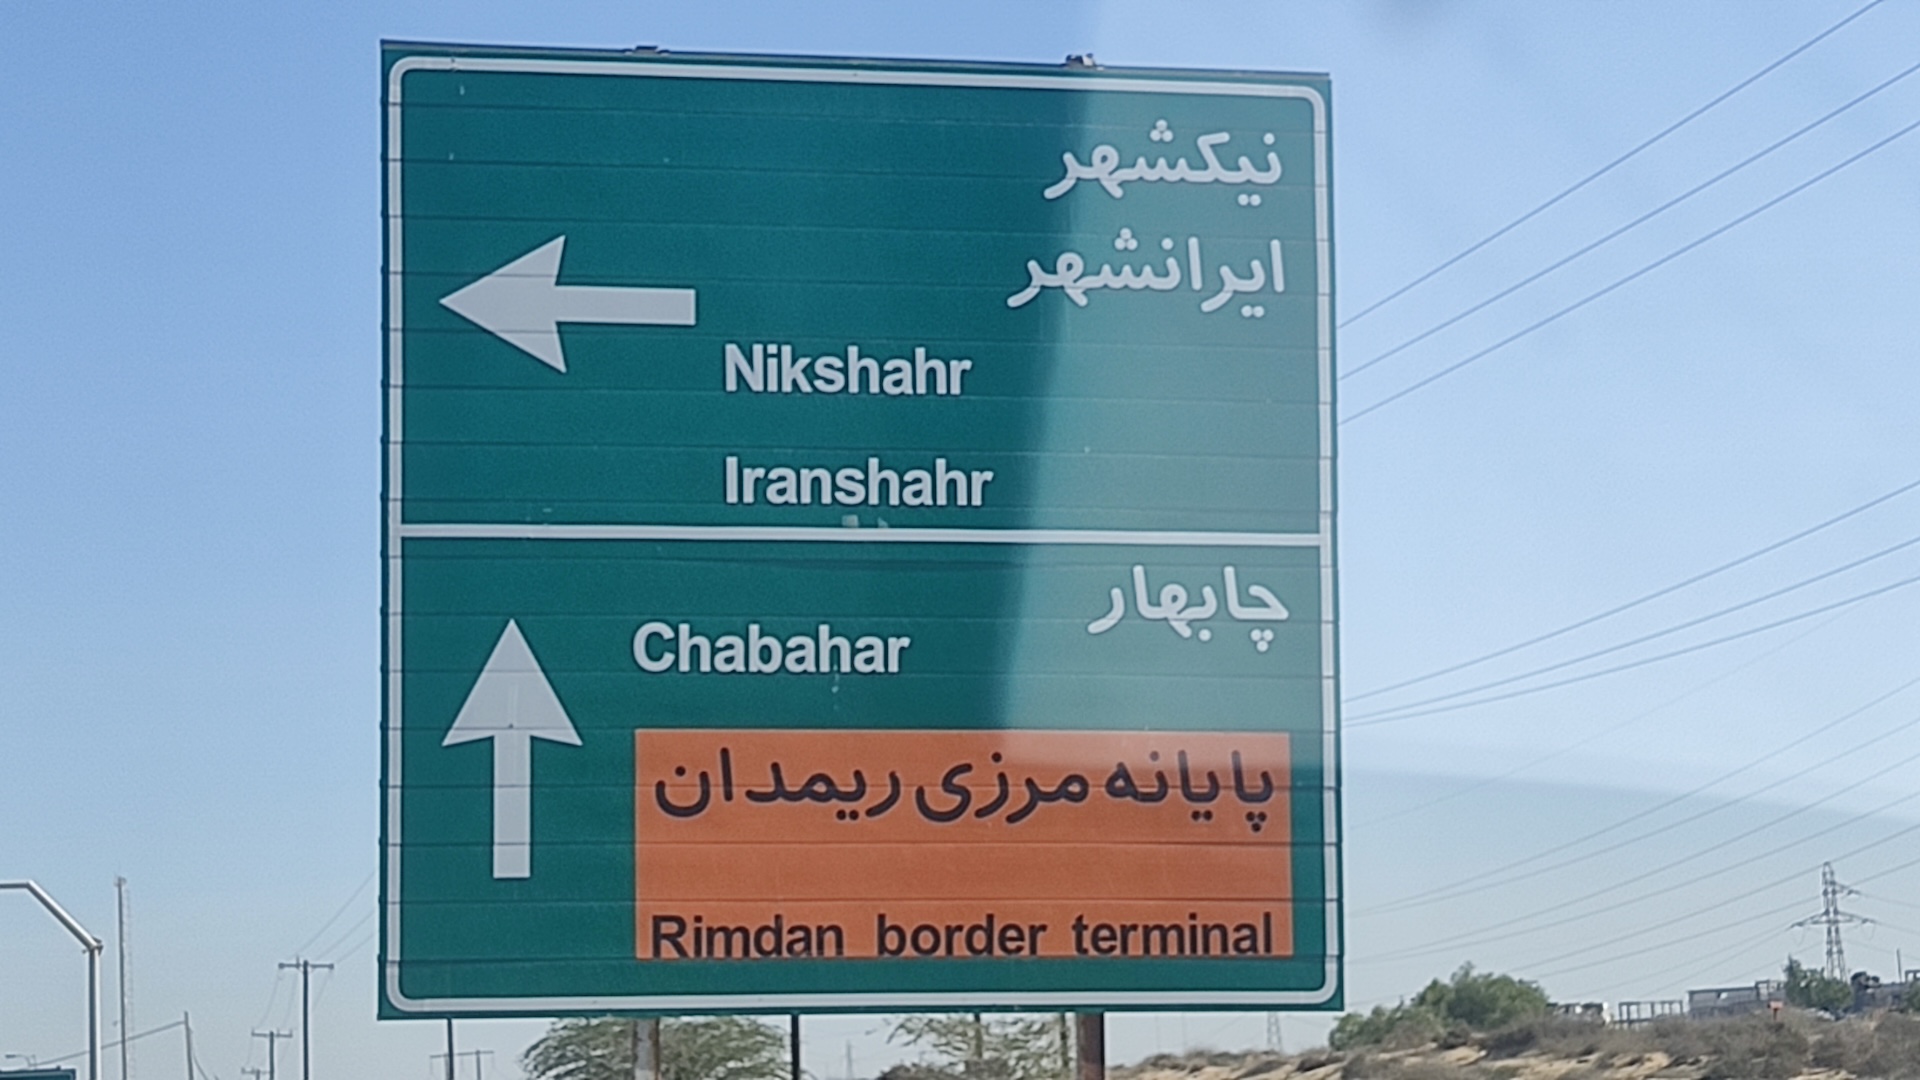 نیکشهر
ایرانشهر
Nikshahr
Iranshahr
چابهار
Chabahar
پایانه مرزی ریمدان
Rimdan border terminal